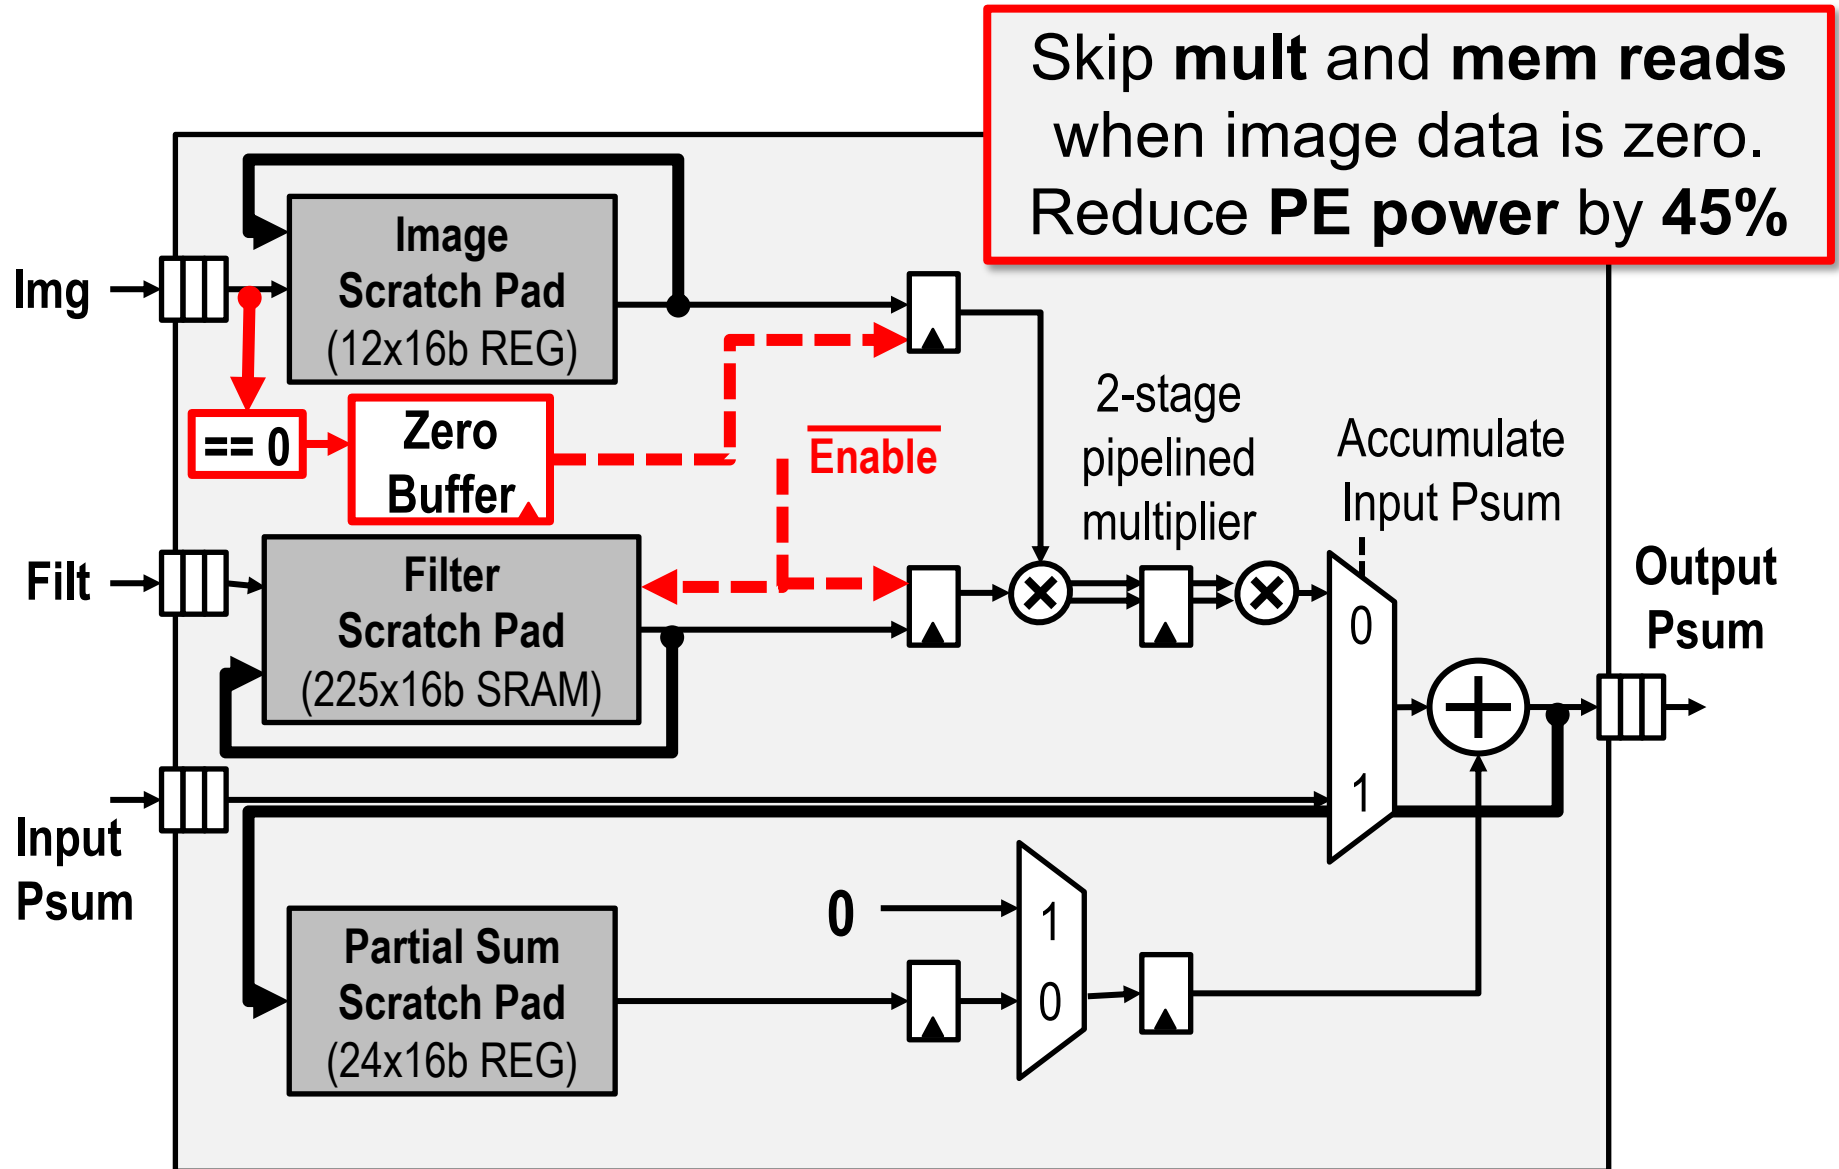 Skip mult and mem reads
when image data is zero.
Reduce PE power by 45%
Img
Image
Scratch Pad
(12x16b REG)
== 0
Zero
Buffer
Enable
2-stage
pipelined
multiplier
Accumulate
Input Psum
Filt
Filter
Scratch Pad
(225x16b SRAM)
0
1
Output
Psum
Input
Psum
Partial Sum
Scratch Pad
(24x16b REG)
0
1
0